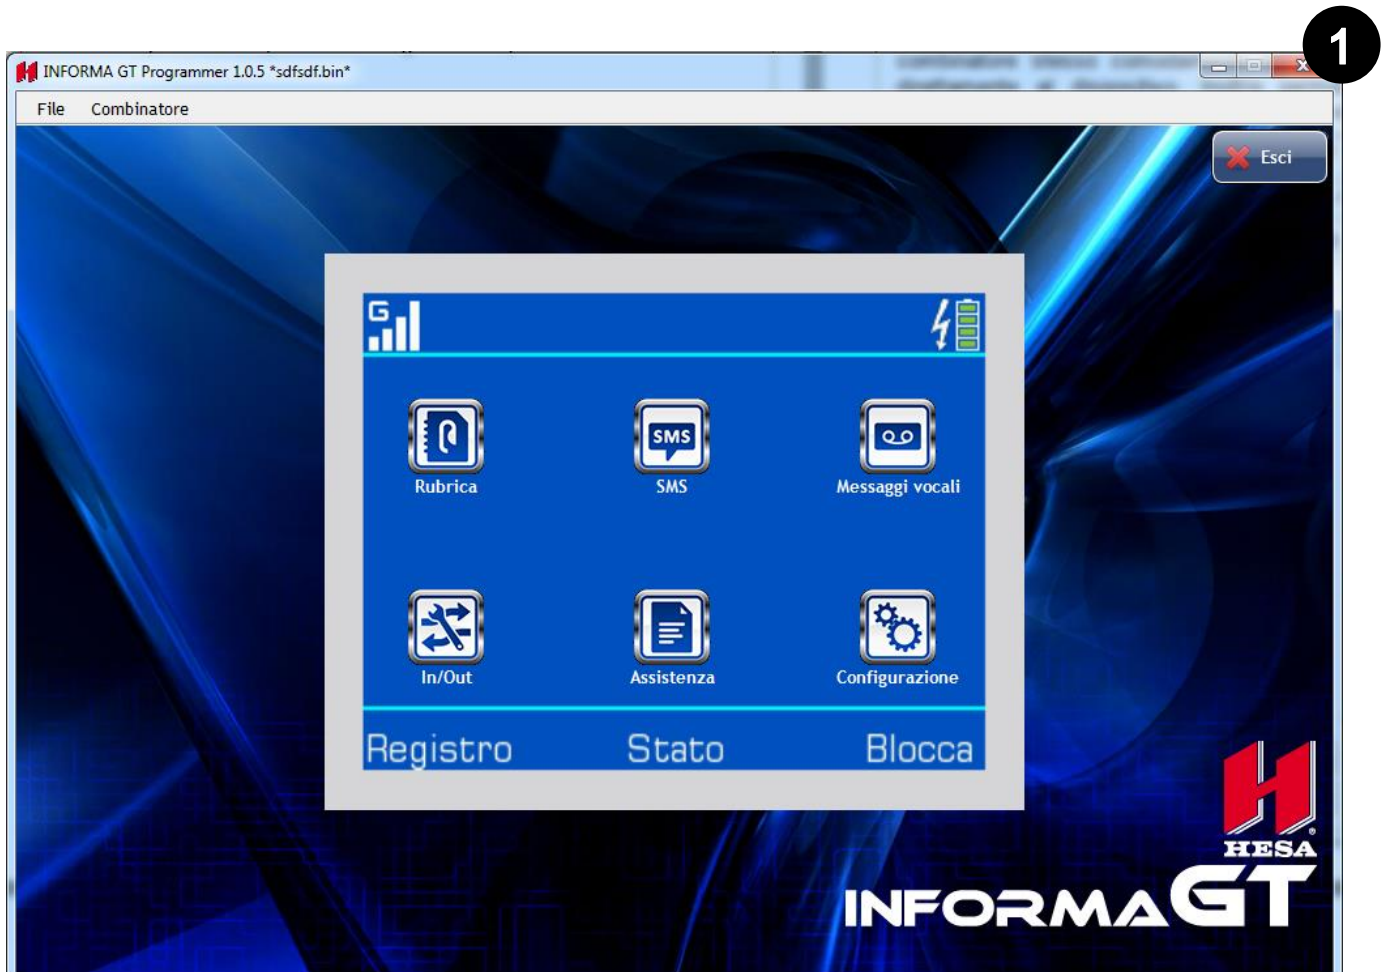 1
INFORMA GT Programmer 1.0.5 *sdfsdf.bin*
File Combinatore
Esci
G
SMS
Rubrica SMS Messaggi vocali
In/Out Assistenza Configurazione
Registro Stato Blocca
HESA
INFORMA GT